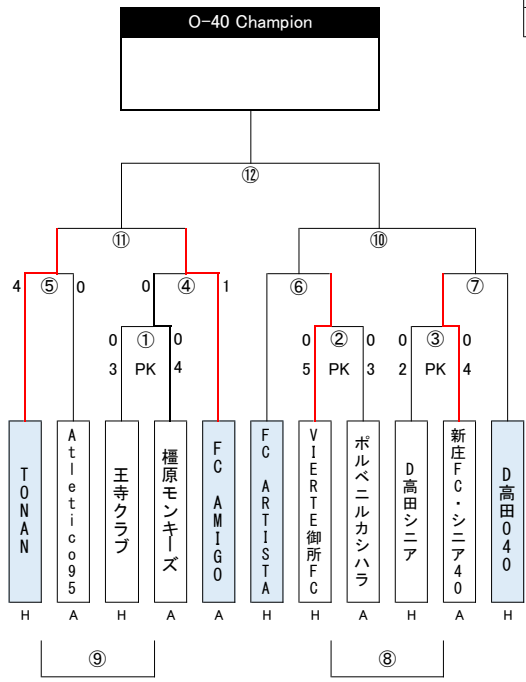 O-40 Champion
⑫
⑪ ⑩
4 ⑤ 0 0 ④ 1 ⑥ ⑦
0 ① 0 0 ② 0 0 ③ 0
3 PK 4 5 PK 3 2 PK 4
TONAN
Atletico95
王寺クラブ
橿原モンキーズ
FC AMIGO
FC ARTISTA
VIERTE御所FC
ポルベニルカシハラ
D高田シニア
新庄FC・シニア40
D高田O40
H A H A A H H A H A H
⑨ ⑧